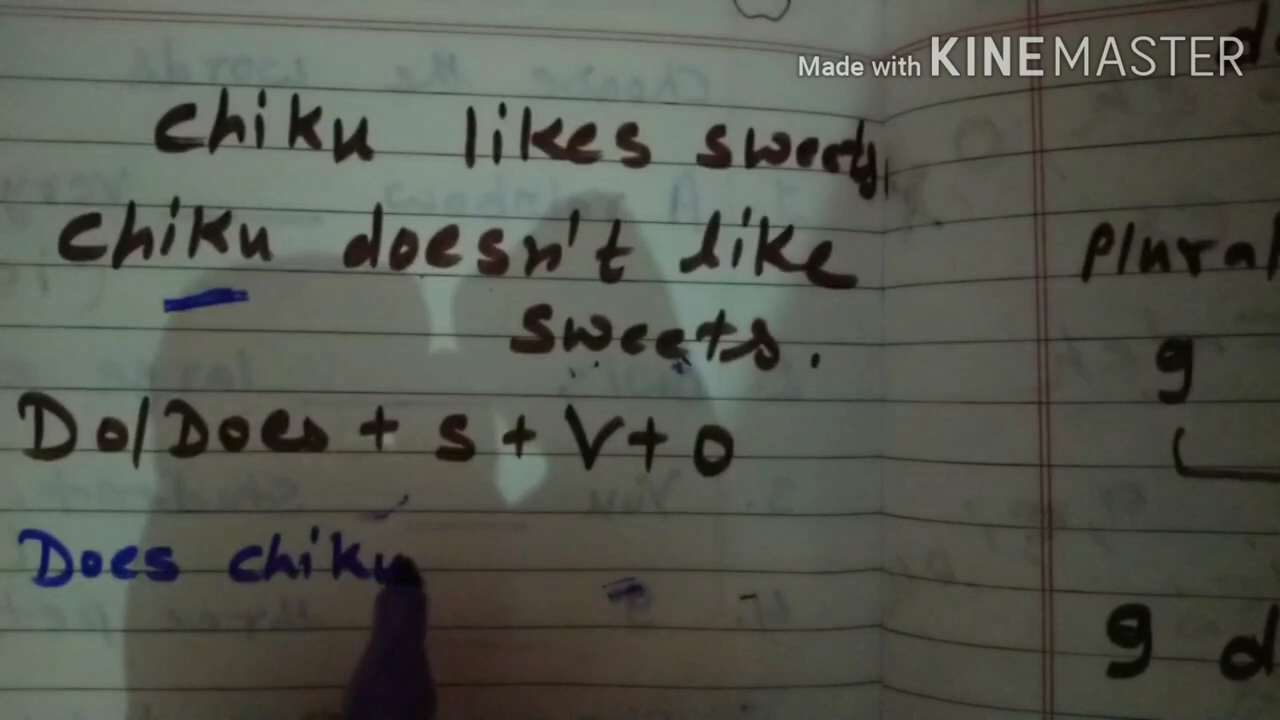 Made with KINEMASTER
chiku likes sweets,
chiku doesn't like
sweets.
Do/Does + S + V + O
Does chiku
plural
g
g d